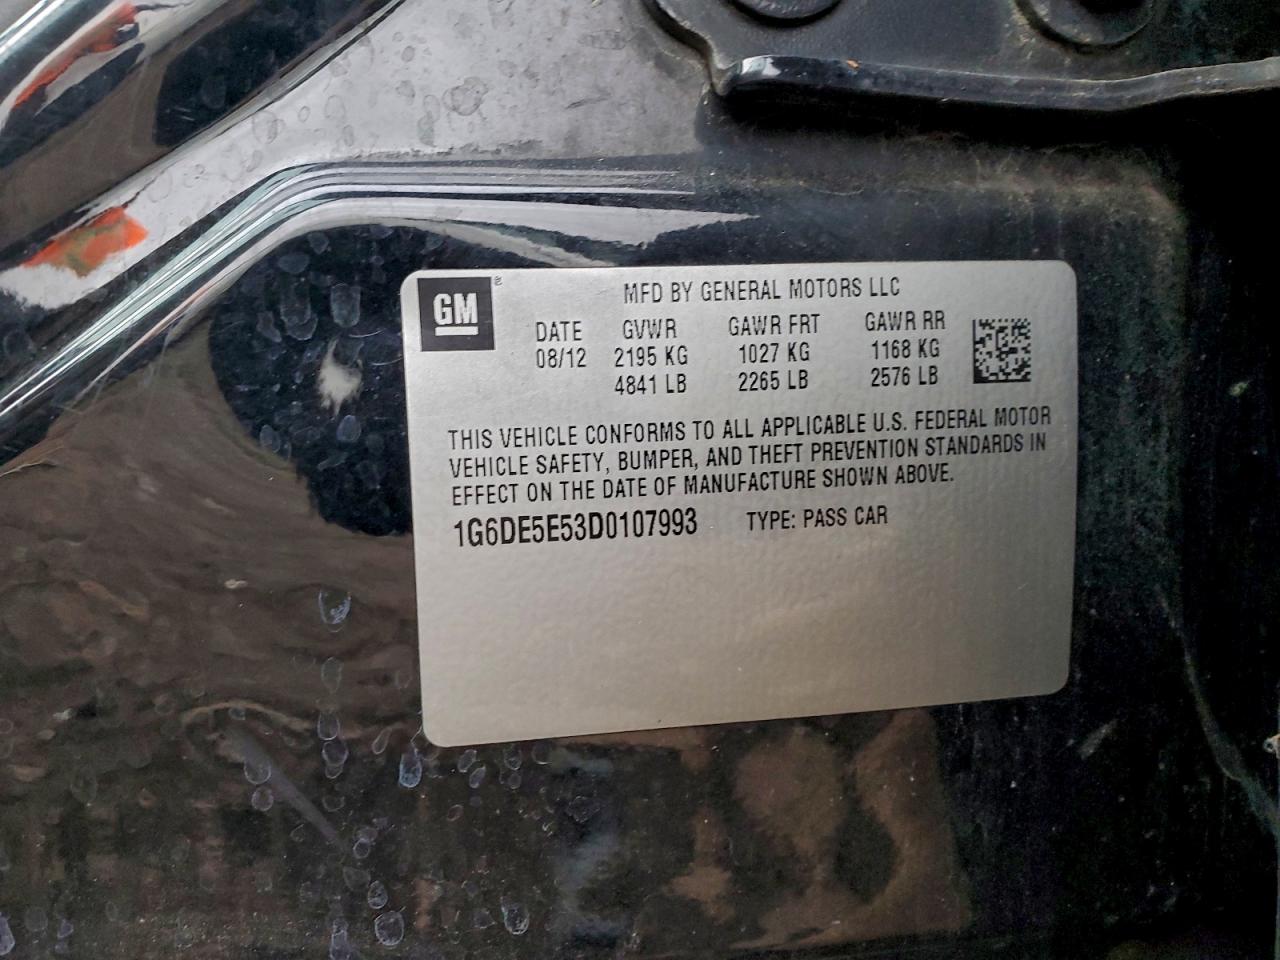 GM
MFD BY GENERAL MOTORS LLC
DATE GVWR GAWR FRT GAWR RR
08/12 2195 KG 1027 KG 1168 KG
4841 LB 2265 LB 2576 LB
THIS VEHICLE CONFORMS TO ALL APPLICABLE U.S. FEDERAL MOTOR
VEHICLE SAFETY, BUMPER, AND THEFT PREVENTION STANDARDS IN
EFFECT ON THE DATE OF MANUFACTURE SHOWN ABOVE.
1G6DE5E53D0107993 TYPE: PASS CAR